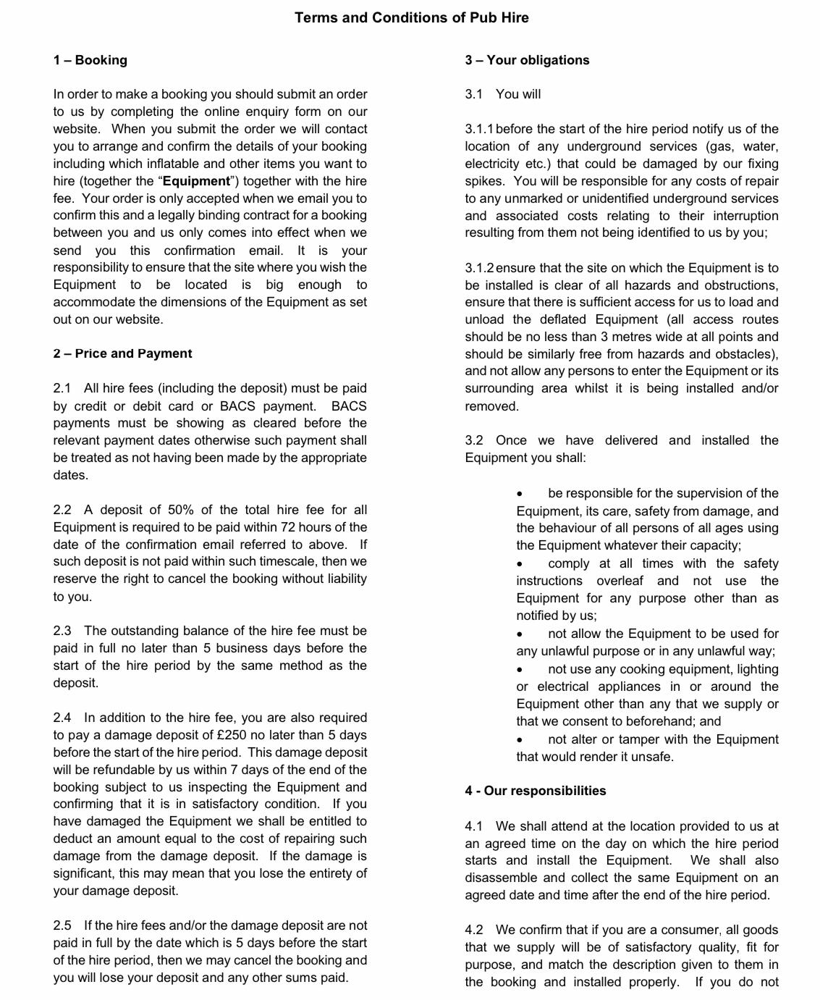 Terms and Conditions of Pub Hire
1 – Booking
In order to make a booking you should submit an order
to us by completing the online enquiry form on our
website. When you submit the order we will contact
you to arrange and confirm the details of your booking
including which inflatable and other items you want to
hire (together the “Equipment”) together with the hire
fee. Your order is only accepted when we email you to
confirm this and a legally binding contract for a booking
between you and us only comes into effect when we
send you this confirmation email. It is your
responsibility to ensure that the site where you wish the
Equipment to be located is big enough to
accommodate the dimensions of the Equipment as set
out on our website.
2 – Price and Payment
2.1 All hire fees (including the deposit) must be paid
by credit or debit card or BACS payment. BACS
payments must be showing as cleared before the
relevant payment dates otherwise such payment shall
be treated as not having been made by the appropriate
dates.
2.2 A deposit of 50% of the total hire fee for all
Equipment is required to be paid within 72 hours of the
date of the confirmation email referred to above. If
such deposit is not paid within such timescale, then we
reserve the right to cancel the booking without liability
to you.
2.3 The outstanding balance of the hire fee must be
paid in full no later than 5 business days before the
start of the hire period by the same method as the
deposit.
2.4 In addition to the hire fee, you are also required
to pay a damage deposit of £250 no later than 5 days
before the start of the hire period. This damage deposit
will be refundable by us within 7 days of the end of the
booking subject to us inspecting the Equipment and
confirming that it is in satisfactory condition. If you
have damaged the Equipment we shall be entitled to
deduct an amount equal to the cost of repairing such
damage from the damage deposit. If the damage is
significant, this may mean that you lose the entirety of
your damage deposit.
2.5 If the hire fees and/or the damage deposit are not
paid in full by the date which is 5 days before the start
of the hire period, then we may cancel the booking and
you will lose your deposit and any other sums paid.
3 – Your obligations
3.1 You will
3.1.1 before the start of the hire period notify us of the
location of any underground services (gas, water,
electricity etc.) that could be damaged by our fixing
spikes. You will be responsible for any costs of repair
to any unmarked or unidentified underground services
and associated costs relating to their interruption
resulting from them not being identified to us by you;
3.1.2 ensure that the site on which the Equipment is to
be installed is clear of all hazards and obstructions,
ensure that there is sufficient access for us to load and
unload the deflated Equipment (all access routes
should be no less than 3 metres wide at all points and
should be similarly free from hazards and obstacles),
and not allow any persons to enter the Equipment or its
surrounding area whilst it is being installed and/or
removed.
3.2 Once we have delivered and installed the
Equipment you shall:
• be responsible for the supervision of the
Equipment, its care, safety from damage, and
the behaviour of all persons of all ages using
the Equipment whatever their capacity;
• comply at all times with the safety
instructions overleaf and not use the
Equipment for any purpose other than as
notified by us;
• not allow the Equipment to be used for
any unlawful purpose or in any unlawful way;
• not use any cooking equipment, lighting
or electrical appliances in or around the
Equipment other than any that we supply or
that we consent to beforehand; and
• not alter or tamper with the Equipment
that would render it unsafe.
4 - Our responsibilities
4.1 We shall attend at the location provided to us at
an agreed time on the day on which the hire period
starts and install the Equipment. We shall also
disassemble and collect the same Equipment on an
agreed date and time after the end of the hire period.
4.2 We confirm that if you are a consumer, all goods
that we supply will be of satisfactory quality, fit for
purpose, and match the description given to them in
the booking and installed properly. If you do not